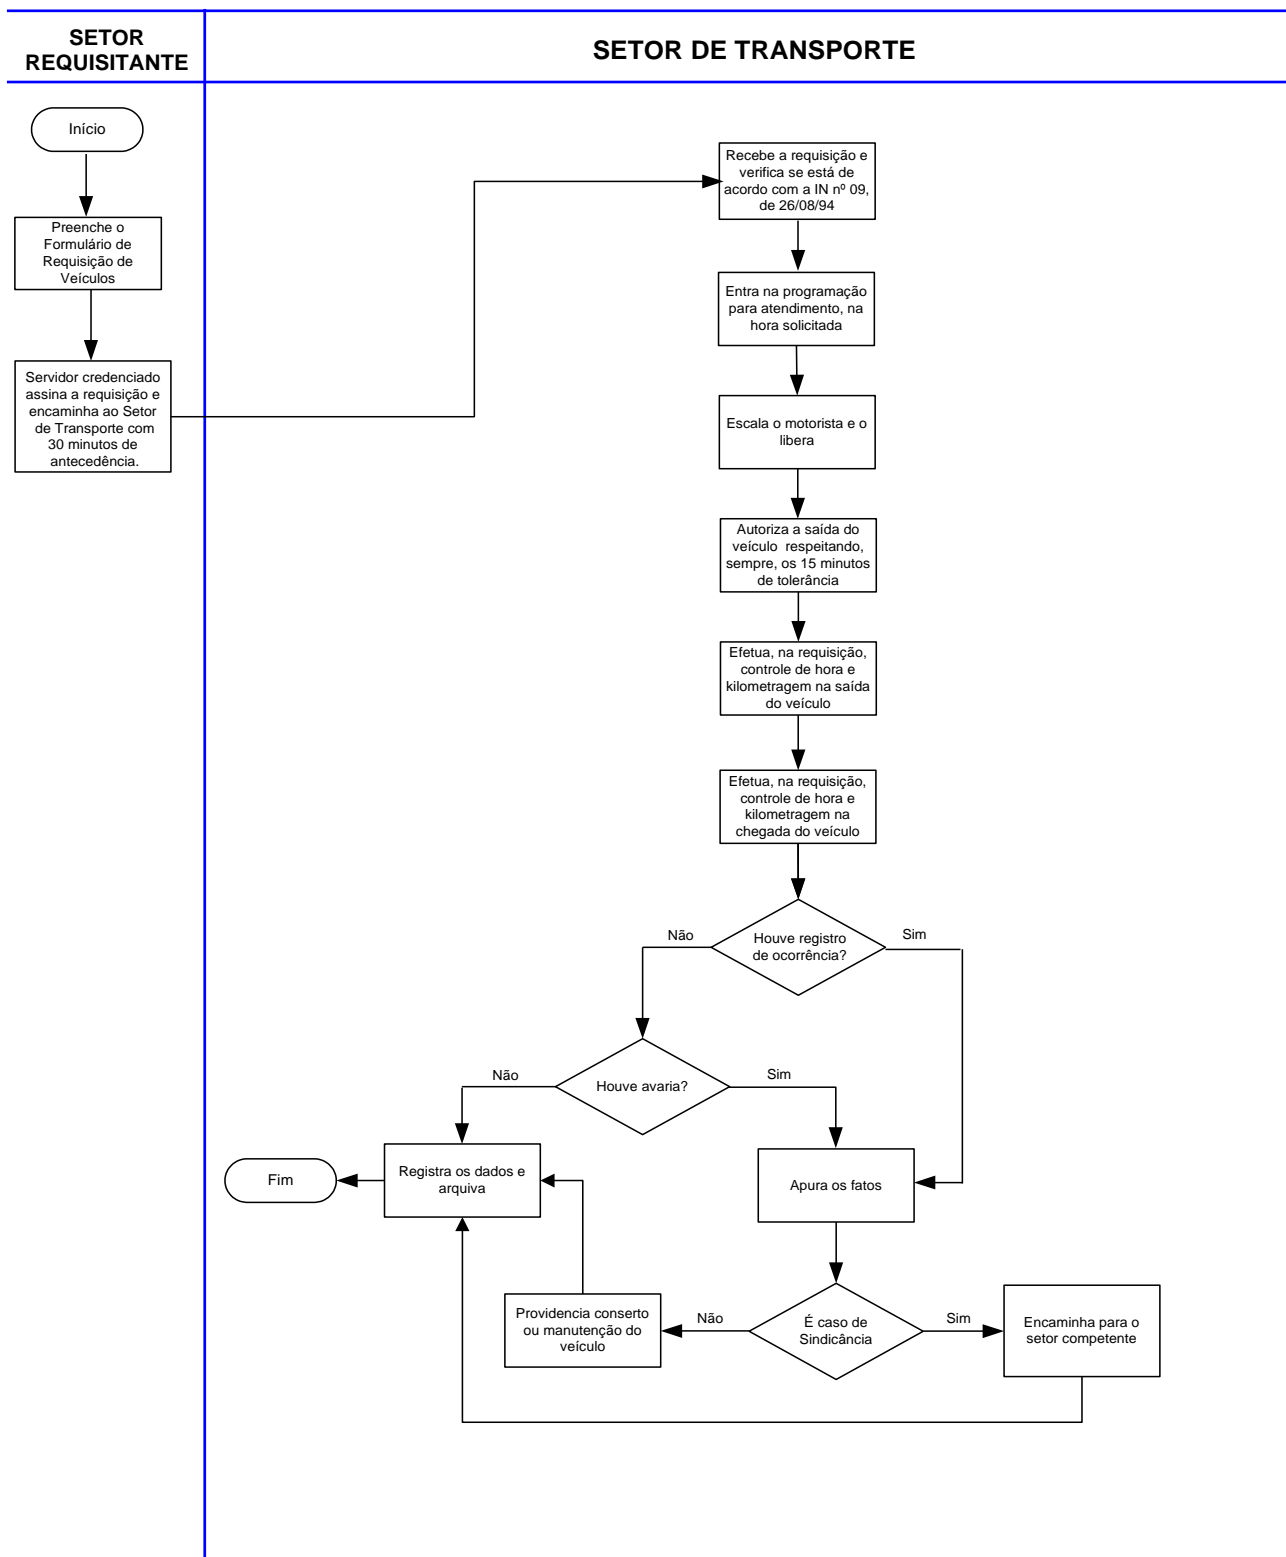 SETOR
REQUISITANTE
SETOR DE TRANSPORTE
Início
Preenche o
Formulário de
Requisição de
Veículos
Servidor credenciado
assina a requisição e
encaminha ao Setor
de Transporte com
30 minutos de
antecedência.
Recebe a requisição e
verifica se está de
acordo com a IN nº 09,
de 26/08/94
Entra na programação
para atendimento, na
hora solicitada
Escala o motorista e o
libera
Autoriza a saída do
veículo respeitando,
sempre, os 15 minutos
de tolerância
Efetua, na requisição,
controle de hora e
kilometragem na saída
do veículo
Efetua, na requisição,
controle de hora e
kilometragem na
chegada do veículo
Houve registro
de ocorrência?
Não
Sim
Houve avaria?
Não
Sim
Registra os dados e
arquiva
Fim
Apura os fatos
É caso de
Sindicância
Não
Sim
Providencia conserto
ou manutenção do
veículo
Encaminha para o
setor competente